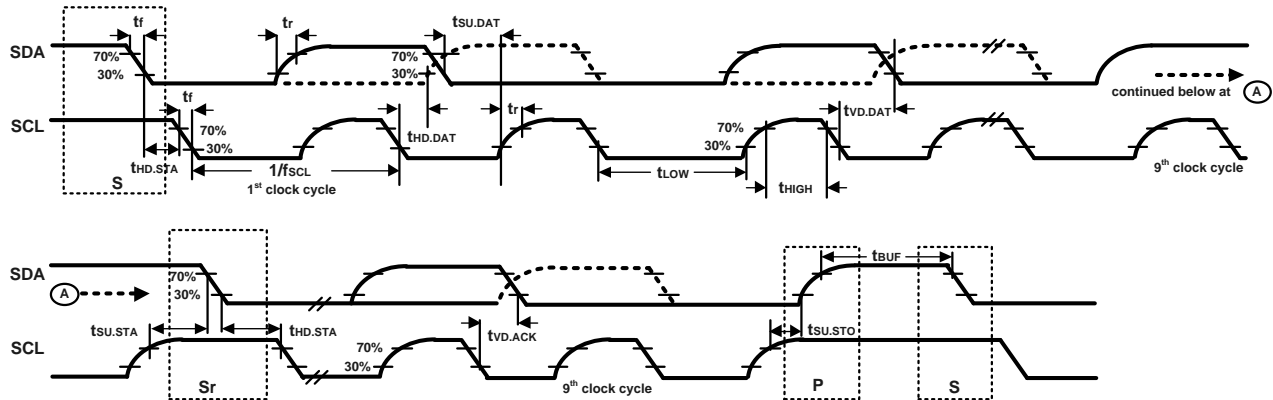 tf
tr
tSU.DAT
SDA
70%
30%
70%
30%
continued below at A
tf
tHD.DAT
tr
tVD.DAT
SCL
70%
30%
70%
30%
tHD.STA
S
1/fSCL
1st clock cycle
tLOW
tHIGH
9th clock cycle
SDA
70%
30%
A
tBUF
tSU.STA
tHD.STA
tVD.ACK
tSU.STO
SCL
70%
30%
Sr
9th clock cycle
P
S